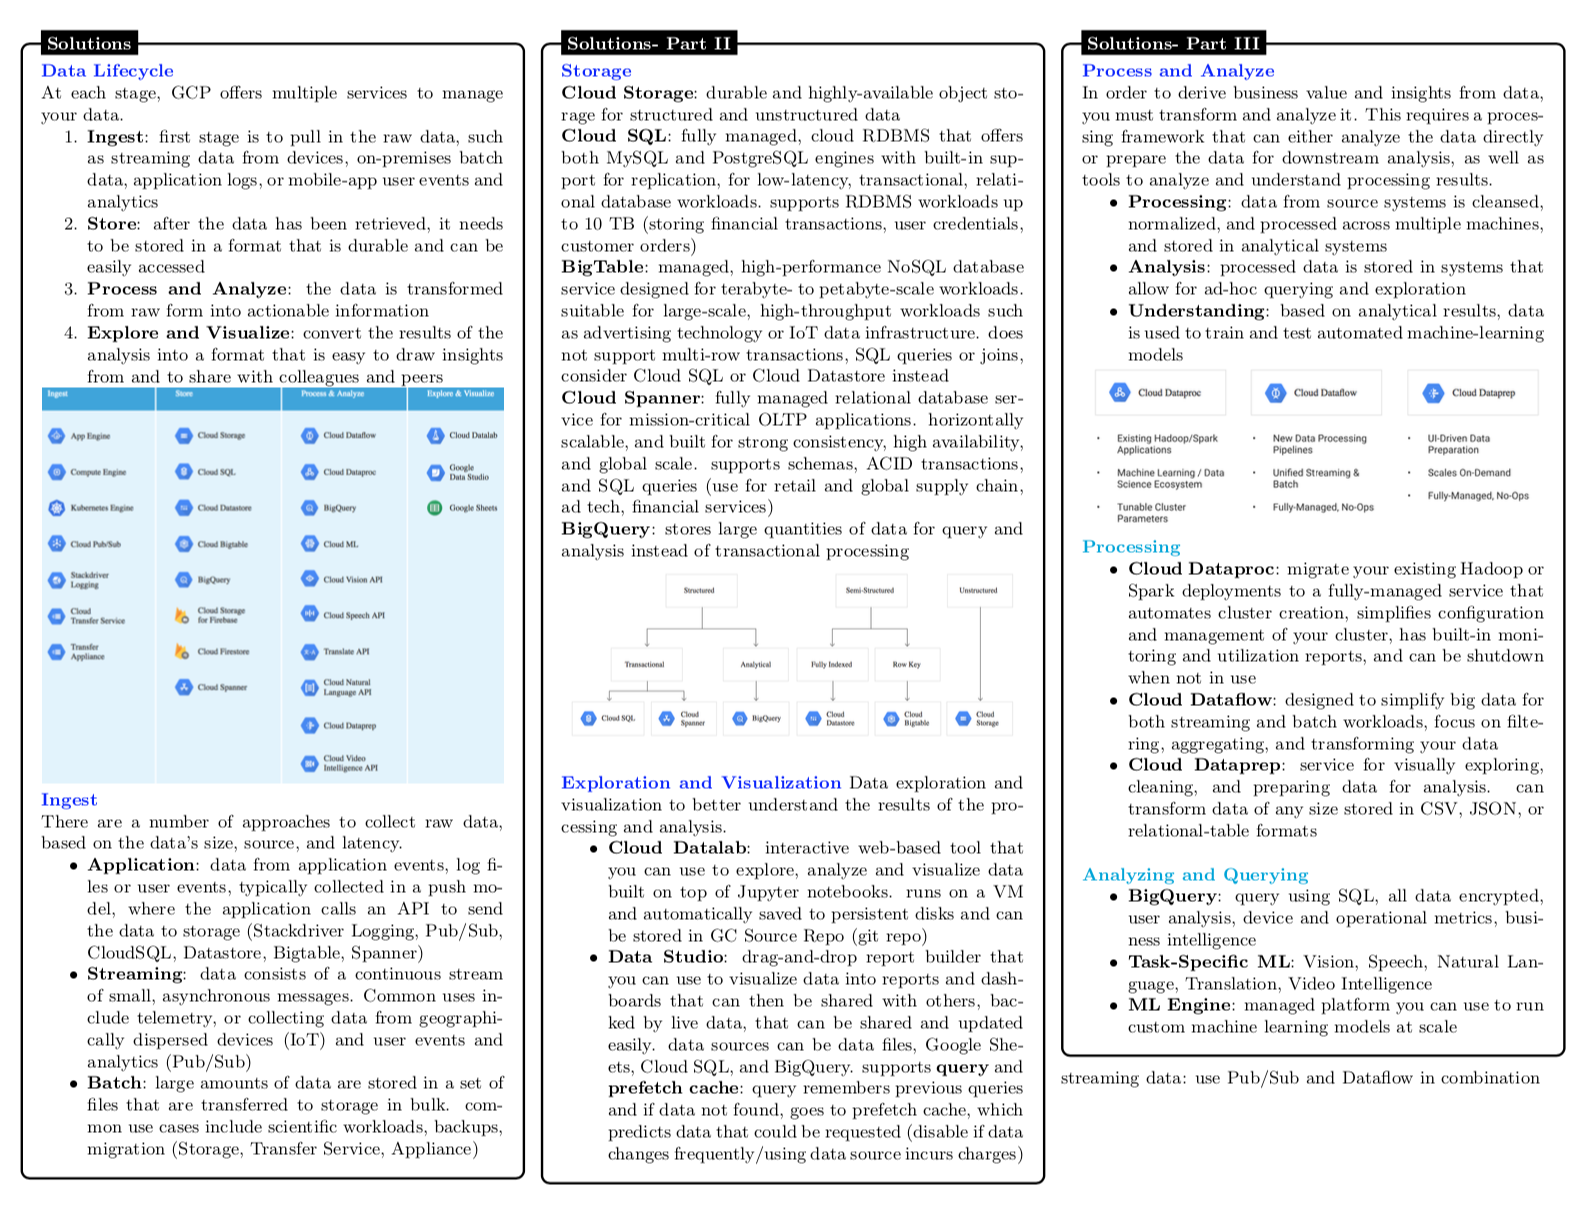 Solutions
Data Lifecycle
At each stage, GCP offers multiple services to manage
your data.
1. Ingest: first stage is to pull in the raw data, such
as streaming data from devices, on-premises batch
data, application logs, or mobile-app user events and
analytics
2. Store: after the data has been retrieved, it needs
to be stored in a format that is durable and can be
easily accessed
3. Process and Analyze: the data is transformed
from raw form into actionable information
4. Explore and Visualize: convert the results of the
analysis into a format that is easy to draw insights
from and to share with colleagues and peers
Ingest
Store
Process & Analyze
Explore & Visualize
App Engine
Cloud Storage
Cloud Dataflow
Cloud Datalab
Compute Engine
Cloud SQL
Cloud Dataproc
Google
Data Studio
Kubernetes Engine
Cloud Datastore
BigQuery
Google Sheets
Cloud Pub/Sub
Cloud Bigtable
Cloud ML
Stackdriver
Logging
BigQuery
Cloud Vision API
Cloud
Transfer Service
Cloud Storage
for Firebase
Cloud Speech API
Transfer
Appliance
Cloud Firestore
Translate API
Cloud Spanner
Cloud Natural
Language API
Cloud Dataprep
Cloud Video
Intelligence API
Ingest
There are a number of approaches to collect raw data,
based on the data's size, source, and latency.
• Application: data from application events, log fi-
les or user events, typically collected in a push mo-
del, where the application calls an API to send
the data to storage (Stackdriver Logging, Pub/Sub,
CloudSQL, Datastore, Bigtable, Spanner)
• Streaming: data consists of a continuous stream
of small, asynchronous messages. Common uses in-
clude telemetry, or collecting data from geographi-
cally dispersed devices (IoT) and user events and
analytics (Pub/Sub)
• Batch: large amounts of data are stored in a set of
files that are transferred to storage in bulk. com-
mon use cases include scientific workloads, backups,
migration (Storage, Transfer Service, Appliance)
Solutions- Part II
Storage
Cloud Storage: durable and highly-available object sto-
rage for structured and unstructured data
Cloud SQL: fully managed, cloud RDBMS that offers
both MySQL and PostgreSQL engines with built-in sup-
port for replication, for low-latency, transactional, relati-
onal database workloads. supports RDBMS workloads up
to 10 TB (storing financial transactions, user credentials,
customer orders)
BigTable: managed, high-performance NoSQL database
service designed for terabyte- to petabyte-scale workloads.
suitable for large-scale, high-throughput workloads such
as advertising technology or IoT data infrastructure. does
not support multi-row transactions, SQL queries or joins,
consider Cloud SQL or Cloud Datastore instead
Cloud Spanner: fully managed relational database ser-
vice for mission-critical OLTP applications. horizontally
scalable, and built for strong consistency, high availability,
and global scale. supports schemas, ACID transactions,
and SQL queries (use for retail and global supply chain,
ad tech, financial services)
BigQuery: stores large quantities of data for query and
analysis instead of transactional processing
Structured
Semi-Structured
Unstructured
Transactional
Analytical
Fully Indexed
Row Key
Cloud SQL
Cloud
Spanner
BigQuery
Cloud
Datastore
Cloud
Bigtable
Cloud
Storage
Exploration and Visualization Data exploration and
visualization to better understand the results of the pro-
cessing and analysis.
• Cloud Datalab: interactive web-based tool that
you can use to explore, analyze and visualize data
built on top of Jupyter notebooks. runs on a VM
and automatically saved to persistent disks and can
be stored in GC Source Repo (git repo)
• Data Studio: drag-and-drop report builder that
you can use to visualize data into reports and dash-
boards that can then be shared with others, bac-
ked by live data, that can be shared and updated
easily. data sources can be data files, Google She-
ets, Cloud SQL, and BigQuery. supports query and
prefetch cache: query remembers previous queries
and if data not found, goes to prefetch cache, which
predicts data that could be requested (disable if data
changes frequently/using data source incurs charges)
Solutions- Part III
Process and Analyze
In order to derive business value and insights from data,
you must transform and analyze it. This requires a proces-
sing framework that can either analyze the data directly
or prepare the data for downstream analysis, as well as
tools to analyze and understand processing results.
• Processing: data from source systems is cleansed,
normalized, and processed across multiple machines,
and stored in analytical systems
• Analysis: processed data is stored in systems that
allow for ad-hoc querying and exploration
• Understanding: based on analytical results, data
is used to train and test automated machine-learning
models
Cloud Dataproc
• Existing Hadoop/Spark
Applications
• Machine Learning / Data
Science Ecosystem
• Tunable Cluster
Parameters
Cloud Dataflow
• New Data Processing
Pipelines
• Unified Streaming &
Batch
• Fully-Managed, No-Ops
Cloud Dataprep
• UI-Driven Data
Preparation
• Scales On-Demand
• Fully-Managed, No-Ops
Processing
• Cloud Dataproc: migrate your existing Hadoop or
Spark deployments to a fully-managed service that
automates cluster creation, simplifies configuration
and management of your cluster, has built-in moni-
toring and utilization reports, and can be shutdown
when not in use
• Cloud Dataflow: designed to simplify big data for
both streaming and batch workloads, focus on filte-
ring, aggregating, and transforming your data
• Cloud Dataprep: service for visually exploring,
cleaning, and preparing data for analysis. can
transform data of any size stored in CSV, JSON, or
relational-table formats
Analyzing and Querying
• BigQuery: query using SQL, all data encrypted,
user analysis, device and operational metrics, busi-
ness intelligence
• Task-Specific ML: Vision, Speech, Natural Lan-
guage, Translation, Video Intelligence
• ML Engine: managed platform you can use to run
custom machine learning models at scale
streaming data: use Pub/Sub and Dataflow in combination